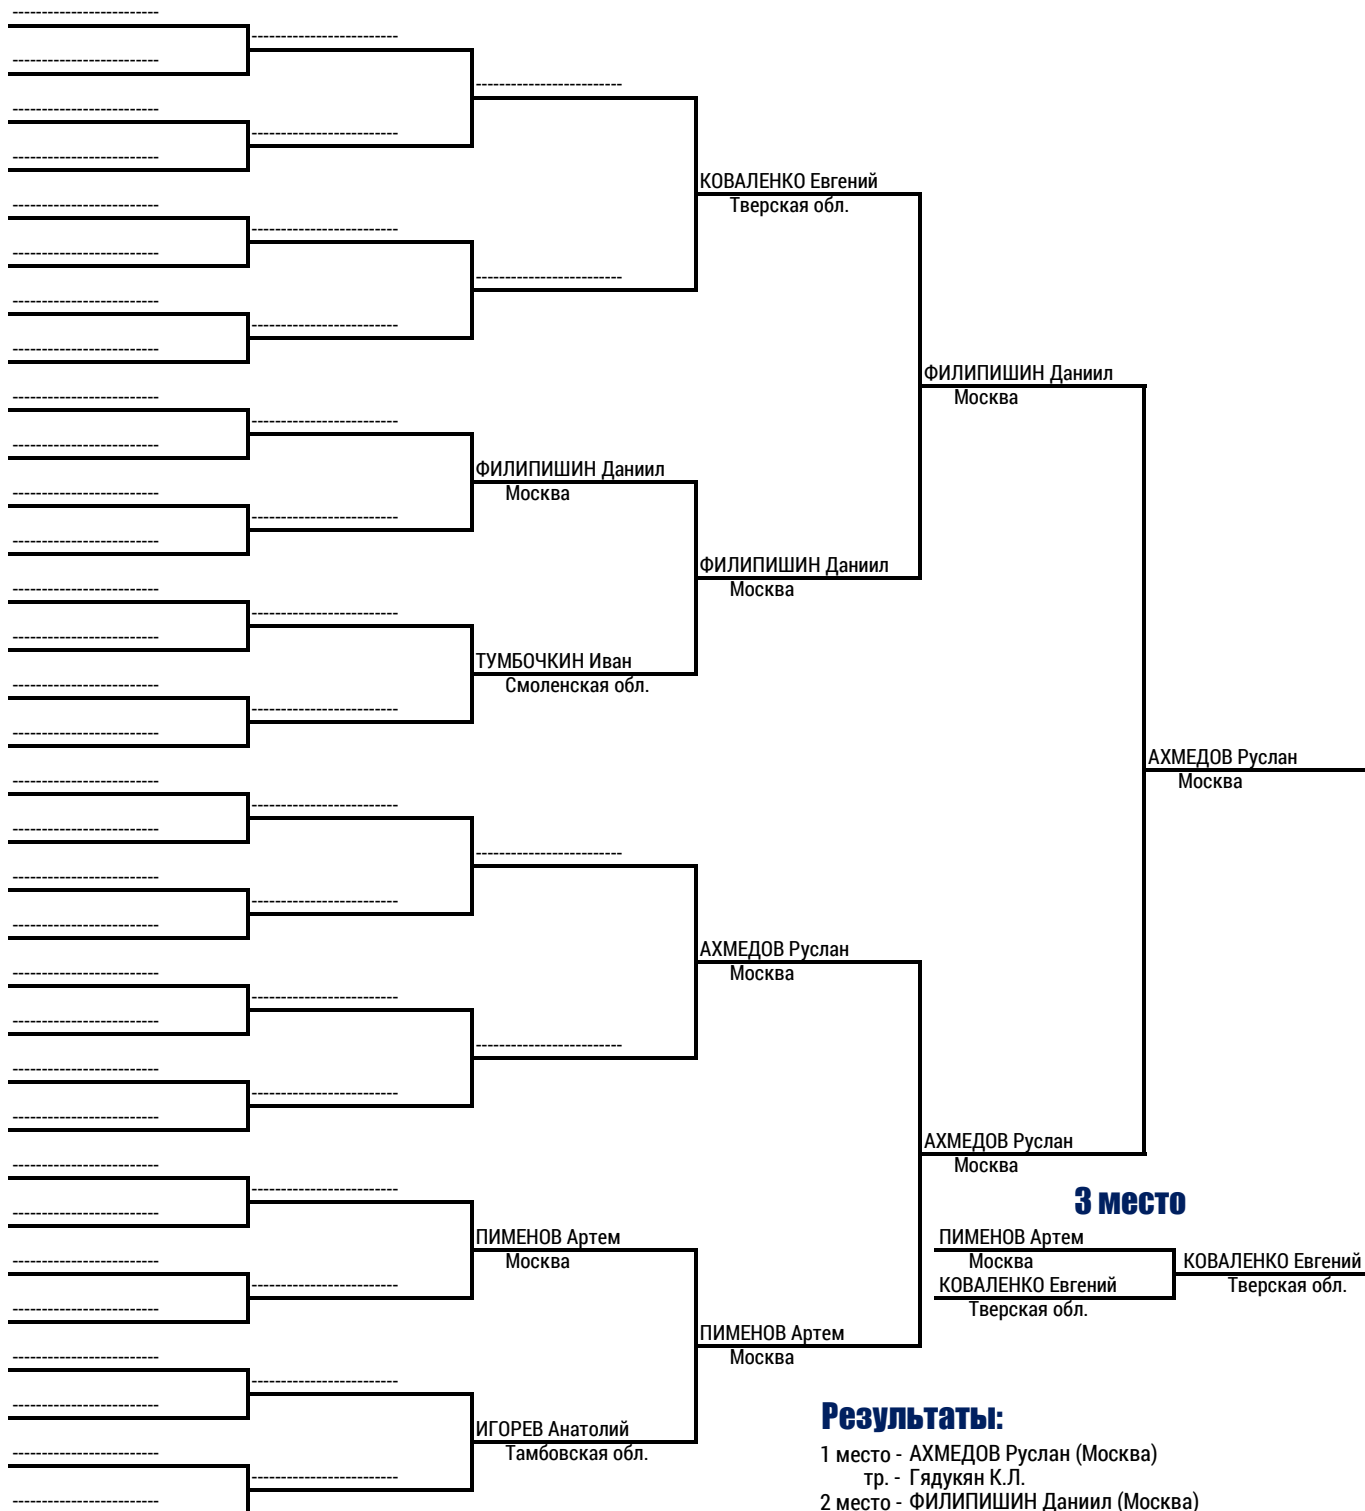 КОВАЛЕНКО Евгений
Тверская обл.
ФИЛИПИШИН Даниил
Москва
ФИЛИПИШИН Даниил
Москва
ФИЛИПИШИН Даниил
Москва
ТУМБОЧКИН Иван
Смоленская обл.
АХМЕДОВ Руслан
Москва
АХМЕДОВ Руслан
Москва
АХМЕДОВ Руслан
Москва
3 место
ПИМЕНОВ Артем
Москва
ПИМЕНОВ Артем
Москва
КОВАЛЕНКО Евгений
Тверская обл.
КОВАЛЕНКО Евгений
Тверская обл.
ПИМЕНОВ Артем
Москва
ИГОРЕВ Анатолий
Тамбовская обл.
Результаты:
1 место - АХМЕДОВ Руслан (Москва)
тр. - Гядукян К.Л.
2 место - ФИЛИПИШИН Даниил (Москва)